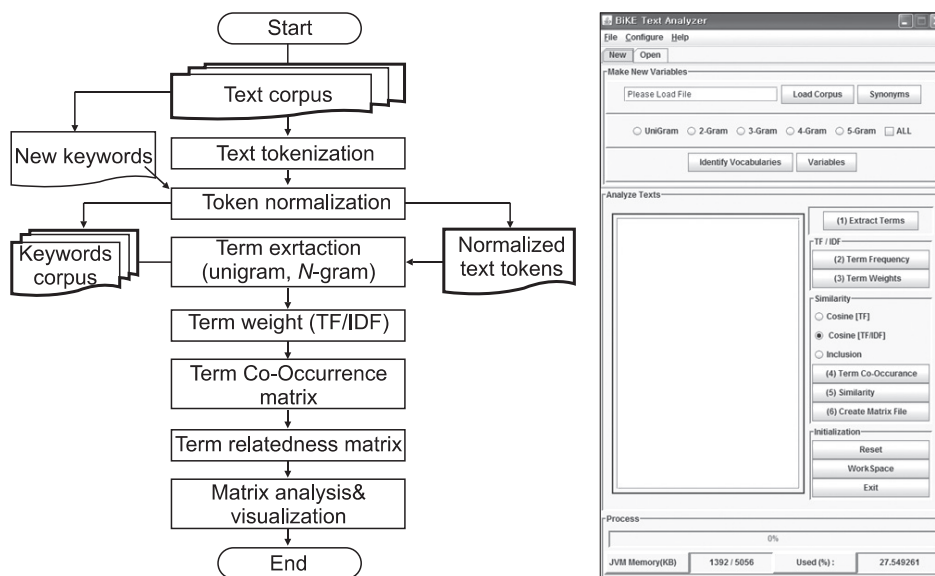 Start
Text corpus
New keywords
Text tokenization
Token normalization
Keywords
corpus
Term exrtaction
(unigram, N-gram)
Normalized
text tokens
Term weight (TF/IDF)
Term Co-Occurrence
matrix
Term relatedness matrix
Matrix analysis&
visualization
End
BiKE Text Analyzer
File Configure Help
New Open
Make New Variables
Please Load File Load Corpus Synonyms
UniGram 2-Gram 3-Gram 4-Gram 5-Gram ALL
Identify Vocabularies Variables
Analyze Texts
(1) Extract Terms
TF / IDF
(2) Term Frequency
(3) Term Weights
Similarity
Cosine [TF]
Cosine [TF/IDF]
Inclusion
(4) Term Co-Occurance
(5) Similarity
(6) Create Matrix File
Initialization
Reset
WorkSpace
Exit
Process
0%
JVM Memory(KB) 1392 / 5056 Used (%) : 27.549261